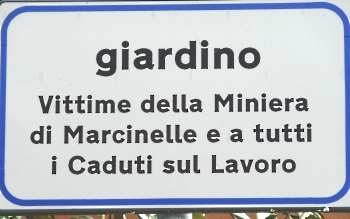 giardino
Vittime della Miniera
di Marcinelle e a tutti
i Caduti sul Lavoro